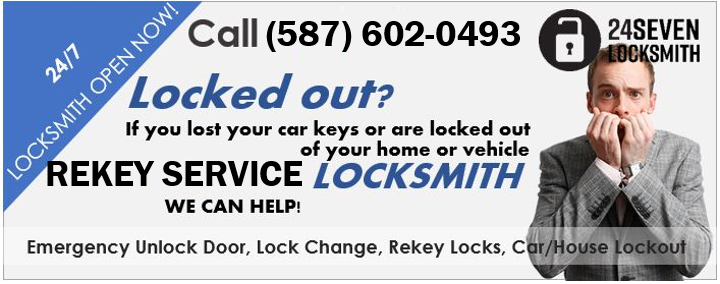 24/7
LOCKSMITH OPEN NOW!
Call (587) 602-0493
24SEVEN
LOCKSMITH
Locked out?
If you lost your car keys or are locked out
of your home or vehicle
REKEY SERVICE LOCKSMITH
WE CAN HELP!
Emergency Unlock Door, Lock Change, Rekey Locks, Car/House Lockout